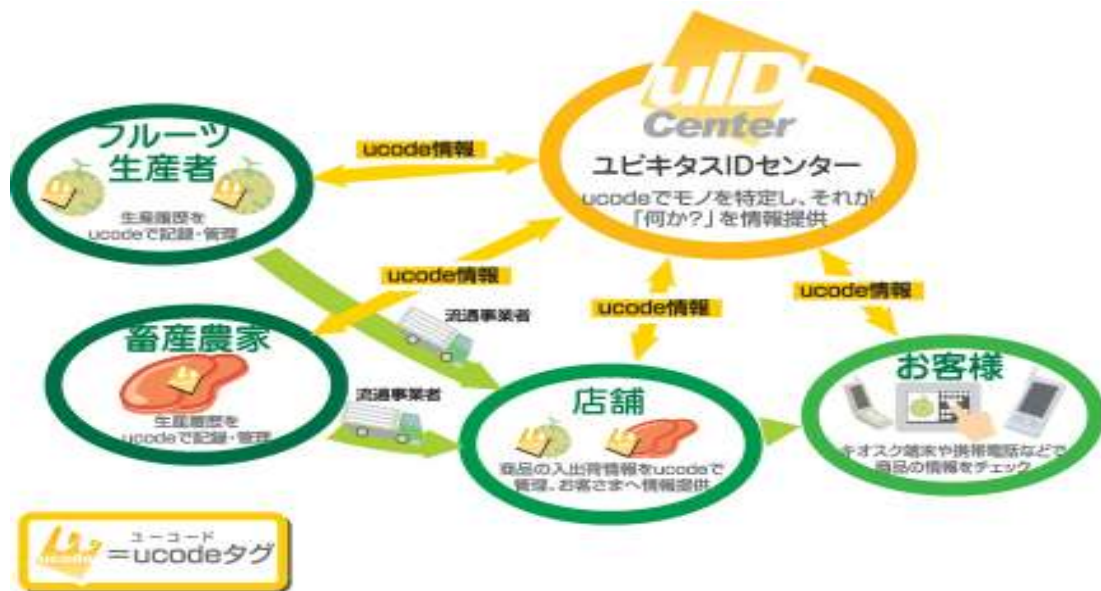 uID
Center
ユビキタスIDセンター
ucodeでモノを特定し、それが
「何か?」を情報提供
フルーツ
生産者
生産履歴を
ucodeで記録・管理
ucode情報
ucode情報
ucode情報
ucode情報
流通事業者
畜産農家
生産履歴を
ucodeで記録・管理
流通事業者
店舗
商品の入出荷情報をucodeで
管理、お客さまへ情報提供
お客様
キオスク端末や携帯電話などで
商品の情報をチェック
ユーコード
ucode
=ucodeタグ